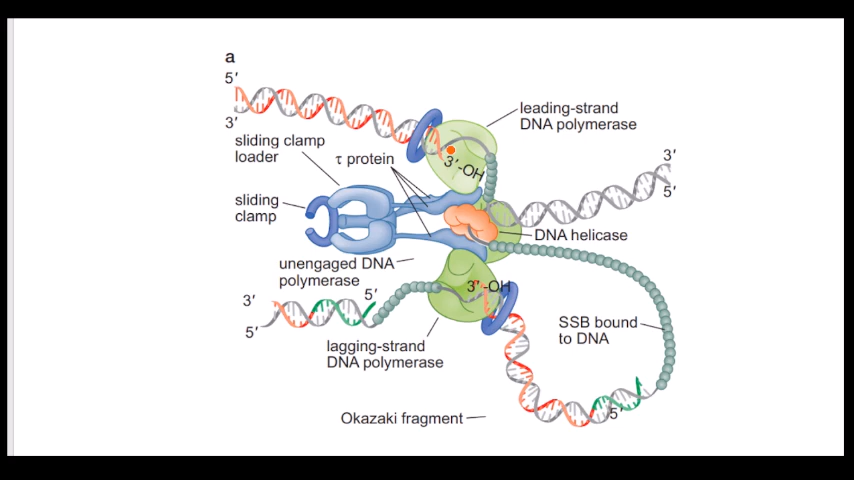 a
5′
3′
leading-strand
DNA polymerase
sliding clamp
loader
τ protein
3′-OH
3′
5′
sliding
clamp
DNA helicase
unengaged DNA
polymerase
3′
5′
5′
3′-OH
SSB bound
to DNA
lagging-strand
DNA polymerase
Okazaki fragment
5′